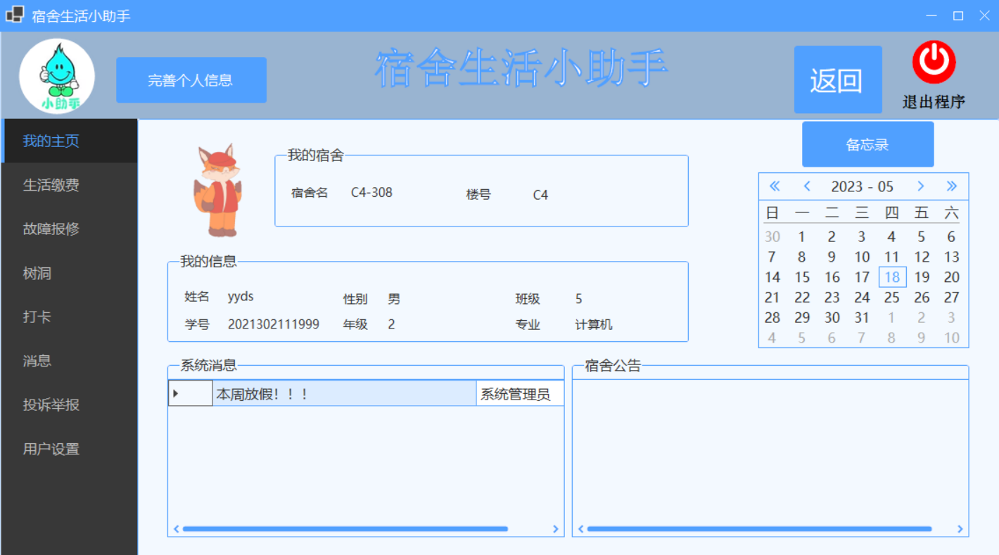 宿舍生活小助手
小助手
完善个人信息
宿舍生活小助手
返回
退出程序
我的主页
生活缴费
故障报修
树洞
打卡
消息
投诉举报
用户设置
我的宿舍
宿舍名 C4-308 楼号 C4
我的信息
姓名 yyds 性别 男 班级 5
学号 2021302111999 年级 2 专业 计算机
系统消息
本周放假！！！ 系统管理员
宿舍公告
备忘录
2023 - 05
日 一 二 三 四 五 六
30 1 2 3 4 5 6
7 8 9 10 11 12 13
14 15 16 17 18 19 20
21 22 23 24 25 26 27
28 29 30 31 1 2 3
4 5 6 7 8 9 10